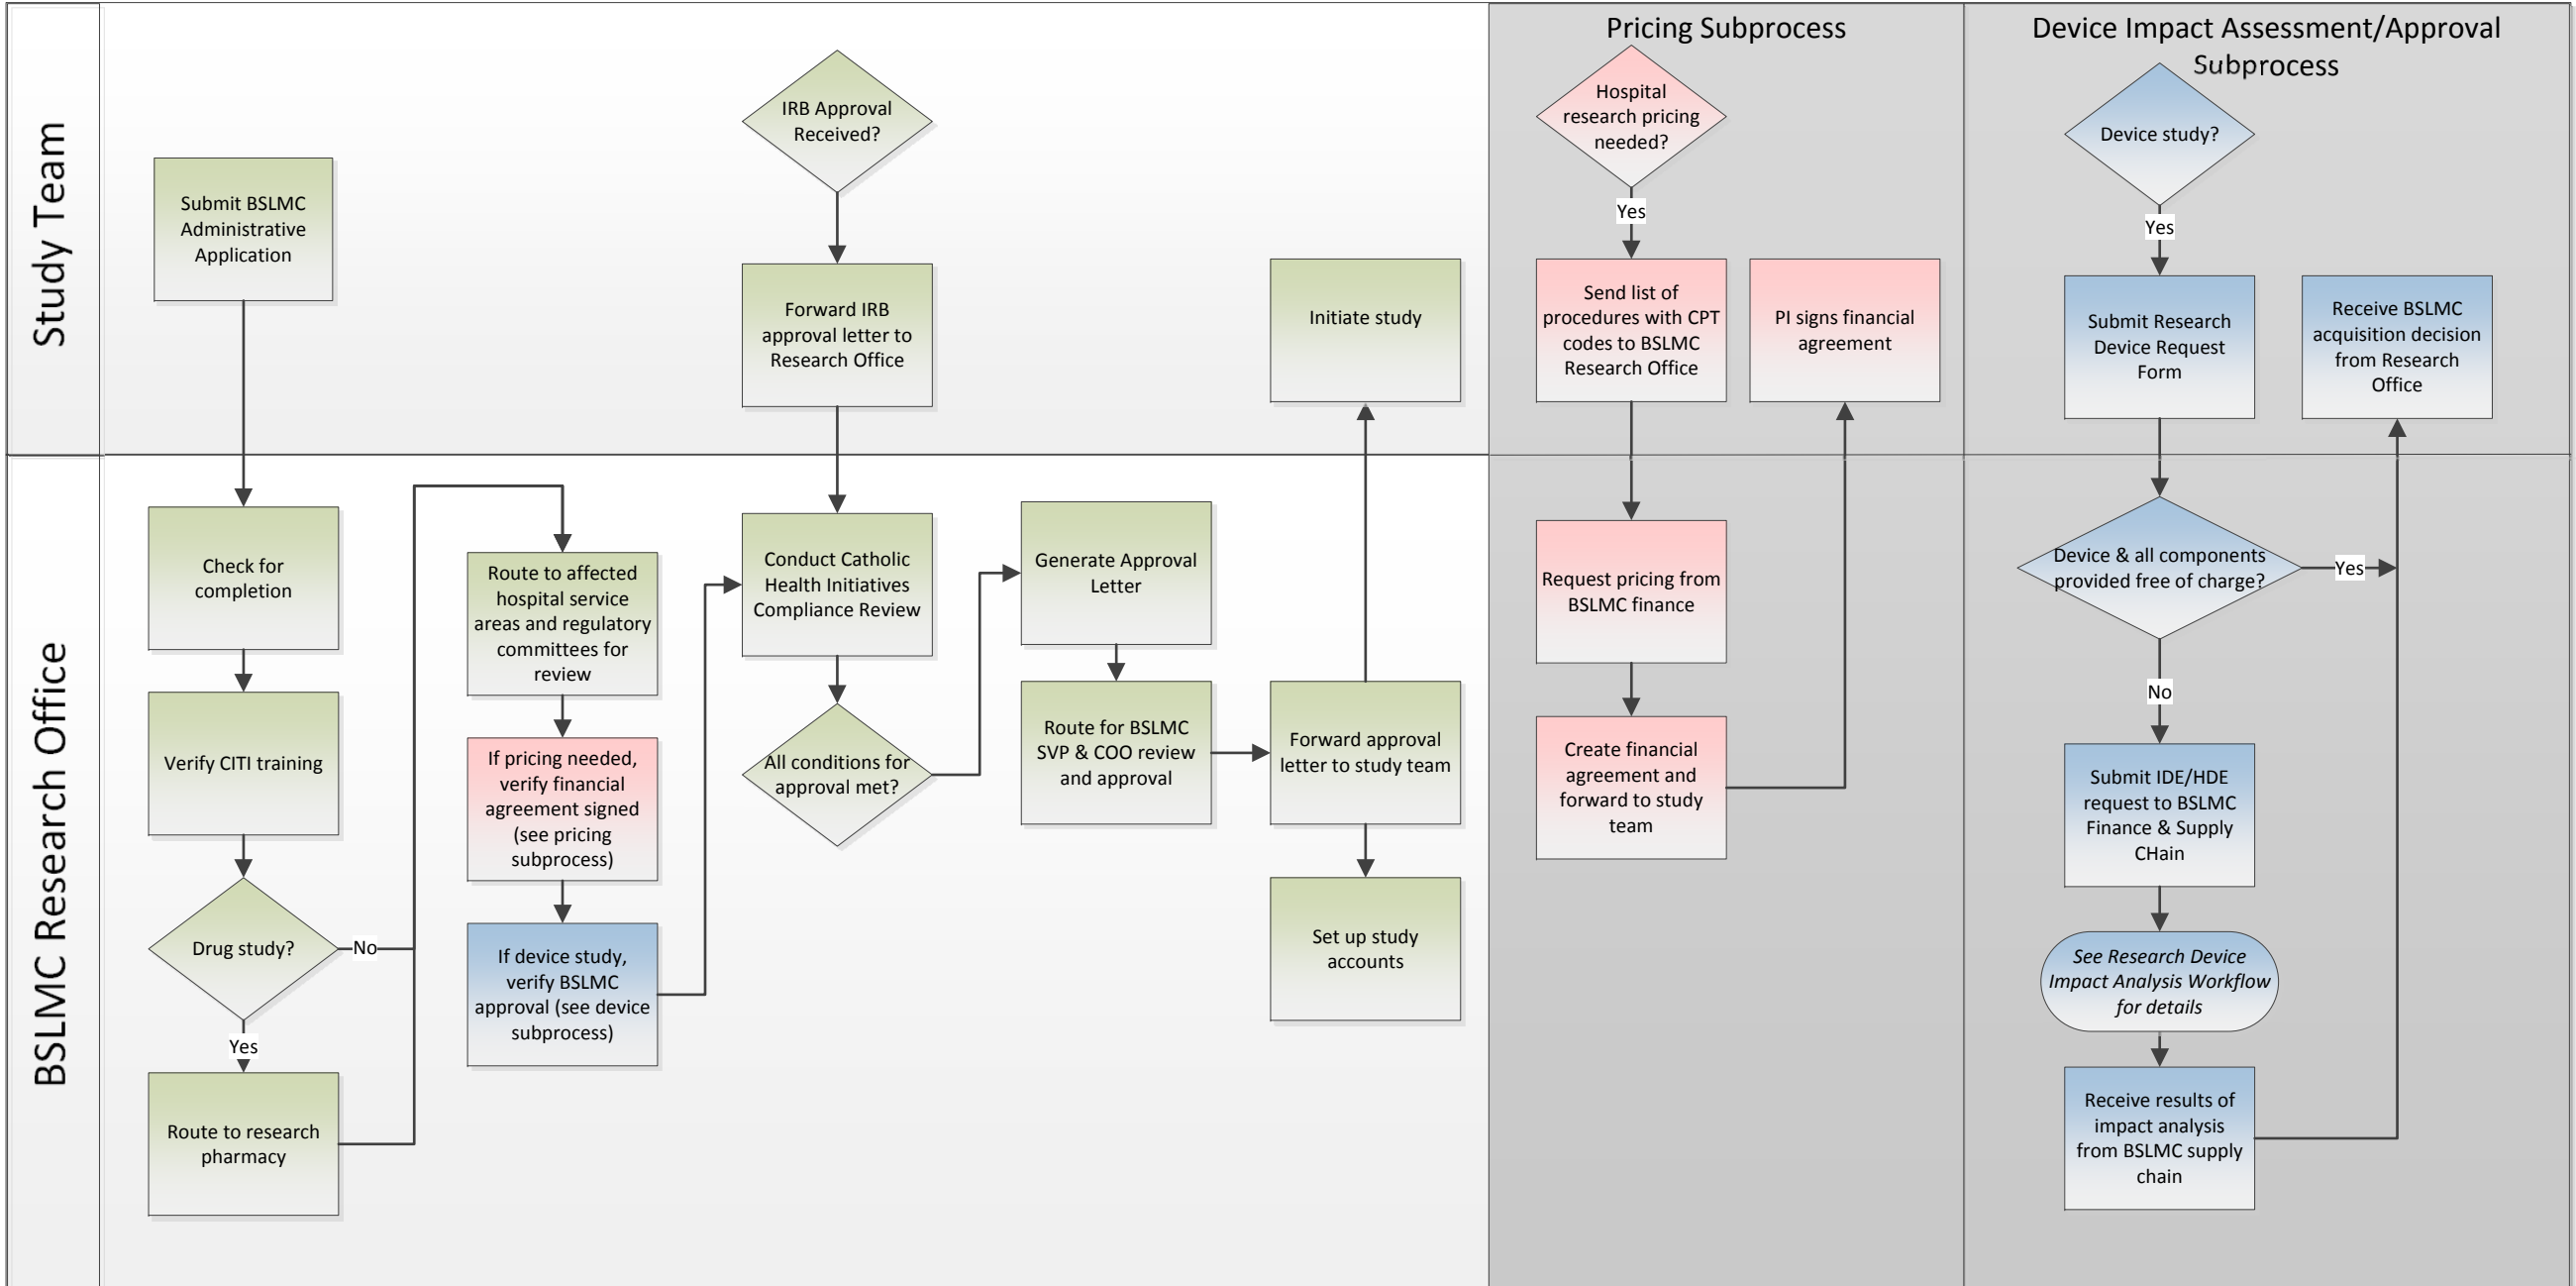 Study Team
BSLMC Research Office
Submit BSLMC
Administrative
Application
IRB Approval
Received?
Forward IRB
approval letter to
Research Office
Initiate study
Check for
completion
Verify CITI training
Drug study?
No
Yes
Route to research
pharmacy
Route to affected
hospital service
areas and regulatory
committees for
review
If pricing needed,
verify financial
agreement signed
(see pricing
subprocess)
If device study,
verify BSLMC
approval (see device
subprocess)
Conduct Catholic
Health Initiatives
Compliance Review
All conditions for
approval met?
Generate Approval
Letter
Route for BSLMC
SVP & COO review
and approval
Forward approval
letter to study team
Set up study
accounts
Pricing Subprocess
Hospital
research pricing
needed?
Yes
Send list of
procedures with CPT
codes to BSLMC
Research Office
PI signs financial
agreement
Request pricing from
BSLMC finance
Create financial
agreement and
forward to study
team
Device Impact Assessment/Approval
Subprocess
Device study?
Yes
Submit Research
Device Request
Form
Receive BSLMC
acquisition decision
from Research
Office
Device & all components
provided free of charge?
Yes
No
Submit IDE/HDE
request to BSLMC
Finance & Supply
CHain
See Research Device
Impact Analysis Workflow
for details
Receive results of
impact analysis
from BSLMC supply
chain